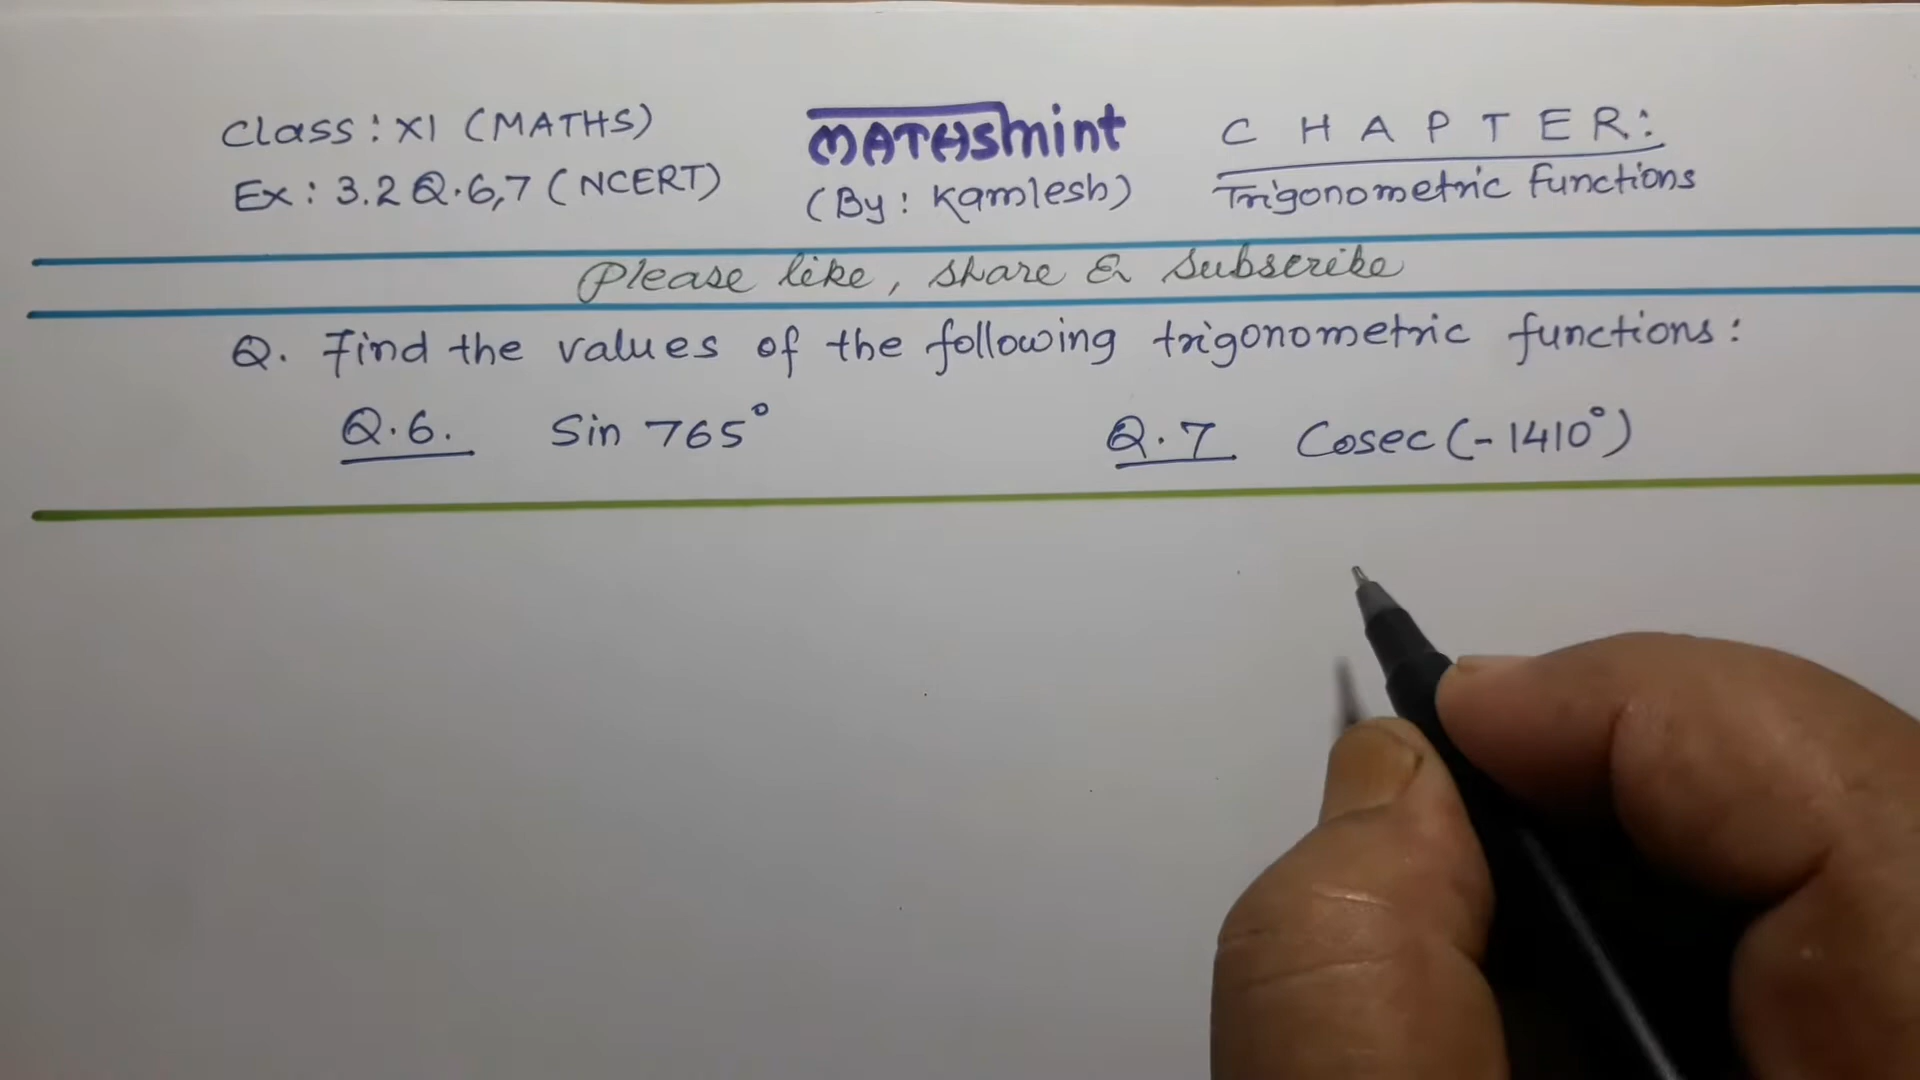 Class: XI (MATHS)
Ex: 3.2 Q.6,7 (NCERT)
MATHSmint
(By: Kamlesh)
CHAPTER:
Trigonometric Functions
Please like, share & Subscribe
Q. Find the values of the following trigonometric functions:
Q.6. Sin 765°
Q.7 Cosec (-1410°)